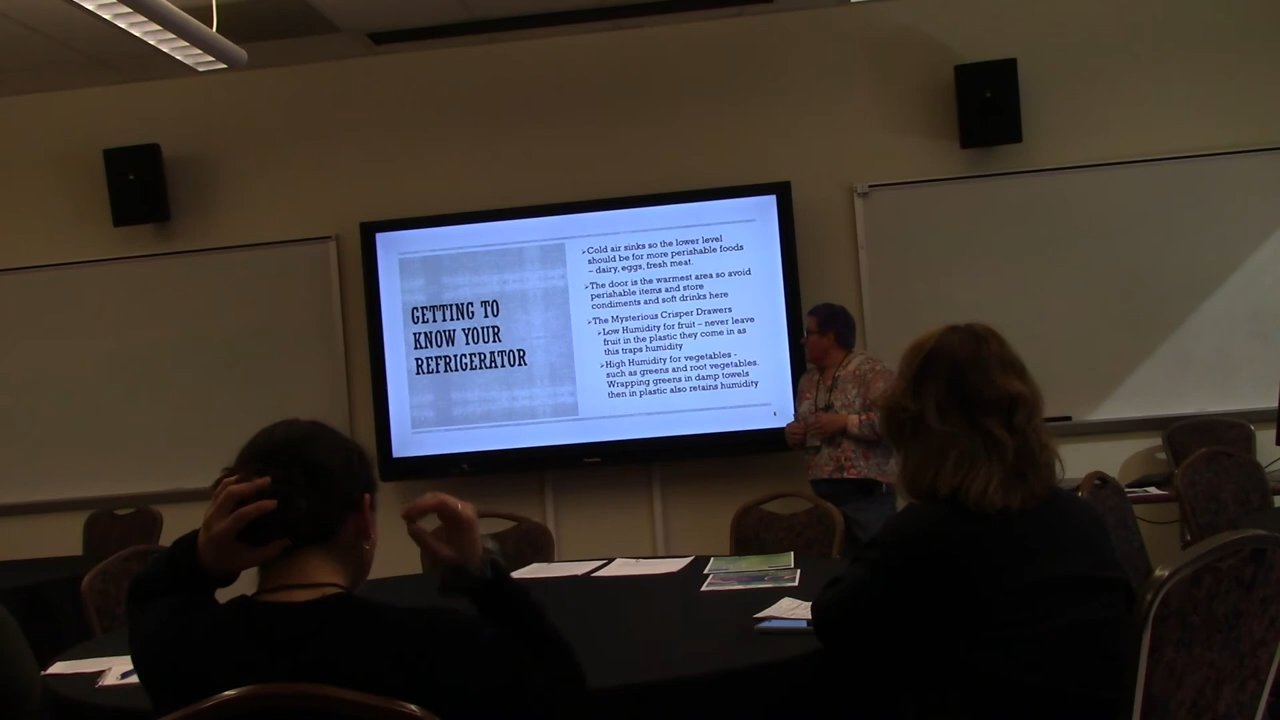 GETTING TO
KNOW YOUR
REFRIGERATOR
➢Cold air sinks so the lower level
should be for more perishable foods
– dairy, eggs, fresh meat.
➢The door is the warmest area so avoid
perishable items and store
condiments and soft drinks here
➢The Mysterious Crisper Drawers
➢Low Humidity for fruit – never leave
fruit in the plastic they come in as
this traps humidity
➢High Humidity for vegetables -
such as greens and root vegetables.
Wrapping greens in damp towels
then in plastic also retains humidity